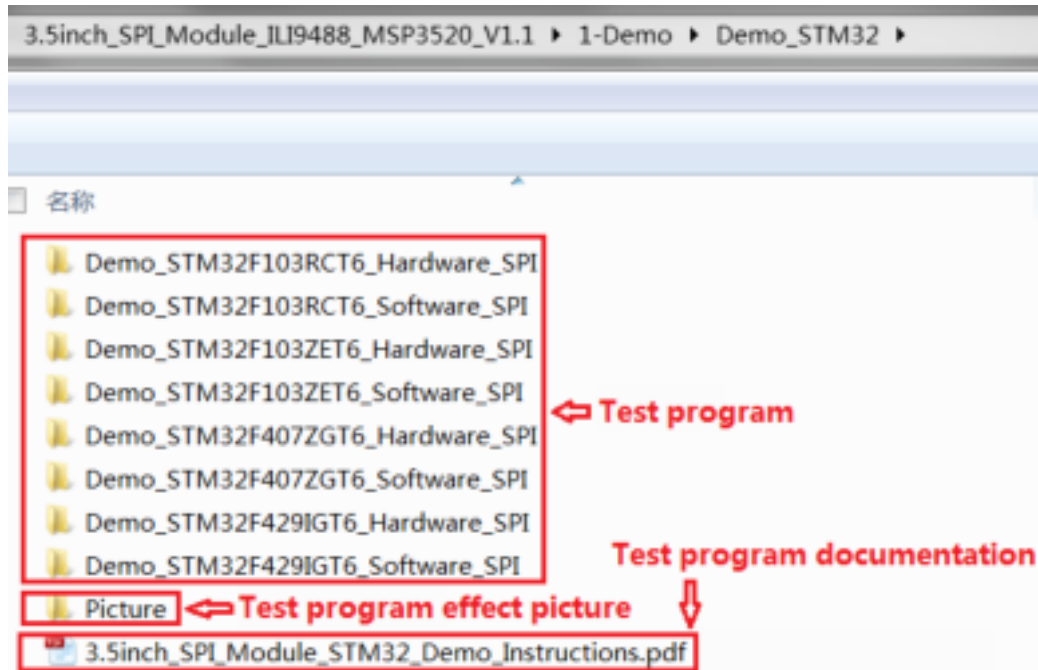 3.5inch_SPI_Module_ILI9488_MSP3520_V1.1 ▸ 1-Demo ▸ Demo_STM32 ▸
名称
Demo_STM32F103RCT6_Hardware_SPI
Demo_STM32F103RCT6_Software_SPI
Demo_STM32F103ZET6_Hardware_SPI
Demo_STM32F103ZET6_Software_SPI
Test program
Demo_STM32F407ZGT6_Hardware_SPI
Demo_STM32F407ZGT6_Software_SPI
Demo_STM32F429IGT6_Hardware_SPI
Demo_STM32F429IGT6_Software_SPI
Test program documentation
Picture
Test program effect picture
3.5inch_SPI_Module_STM32_Demo_Instructions.pdf